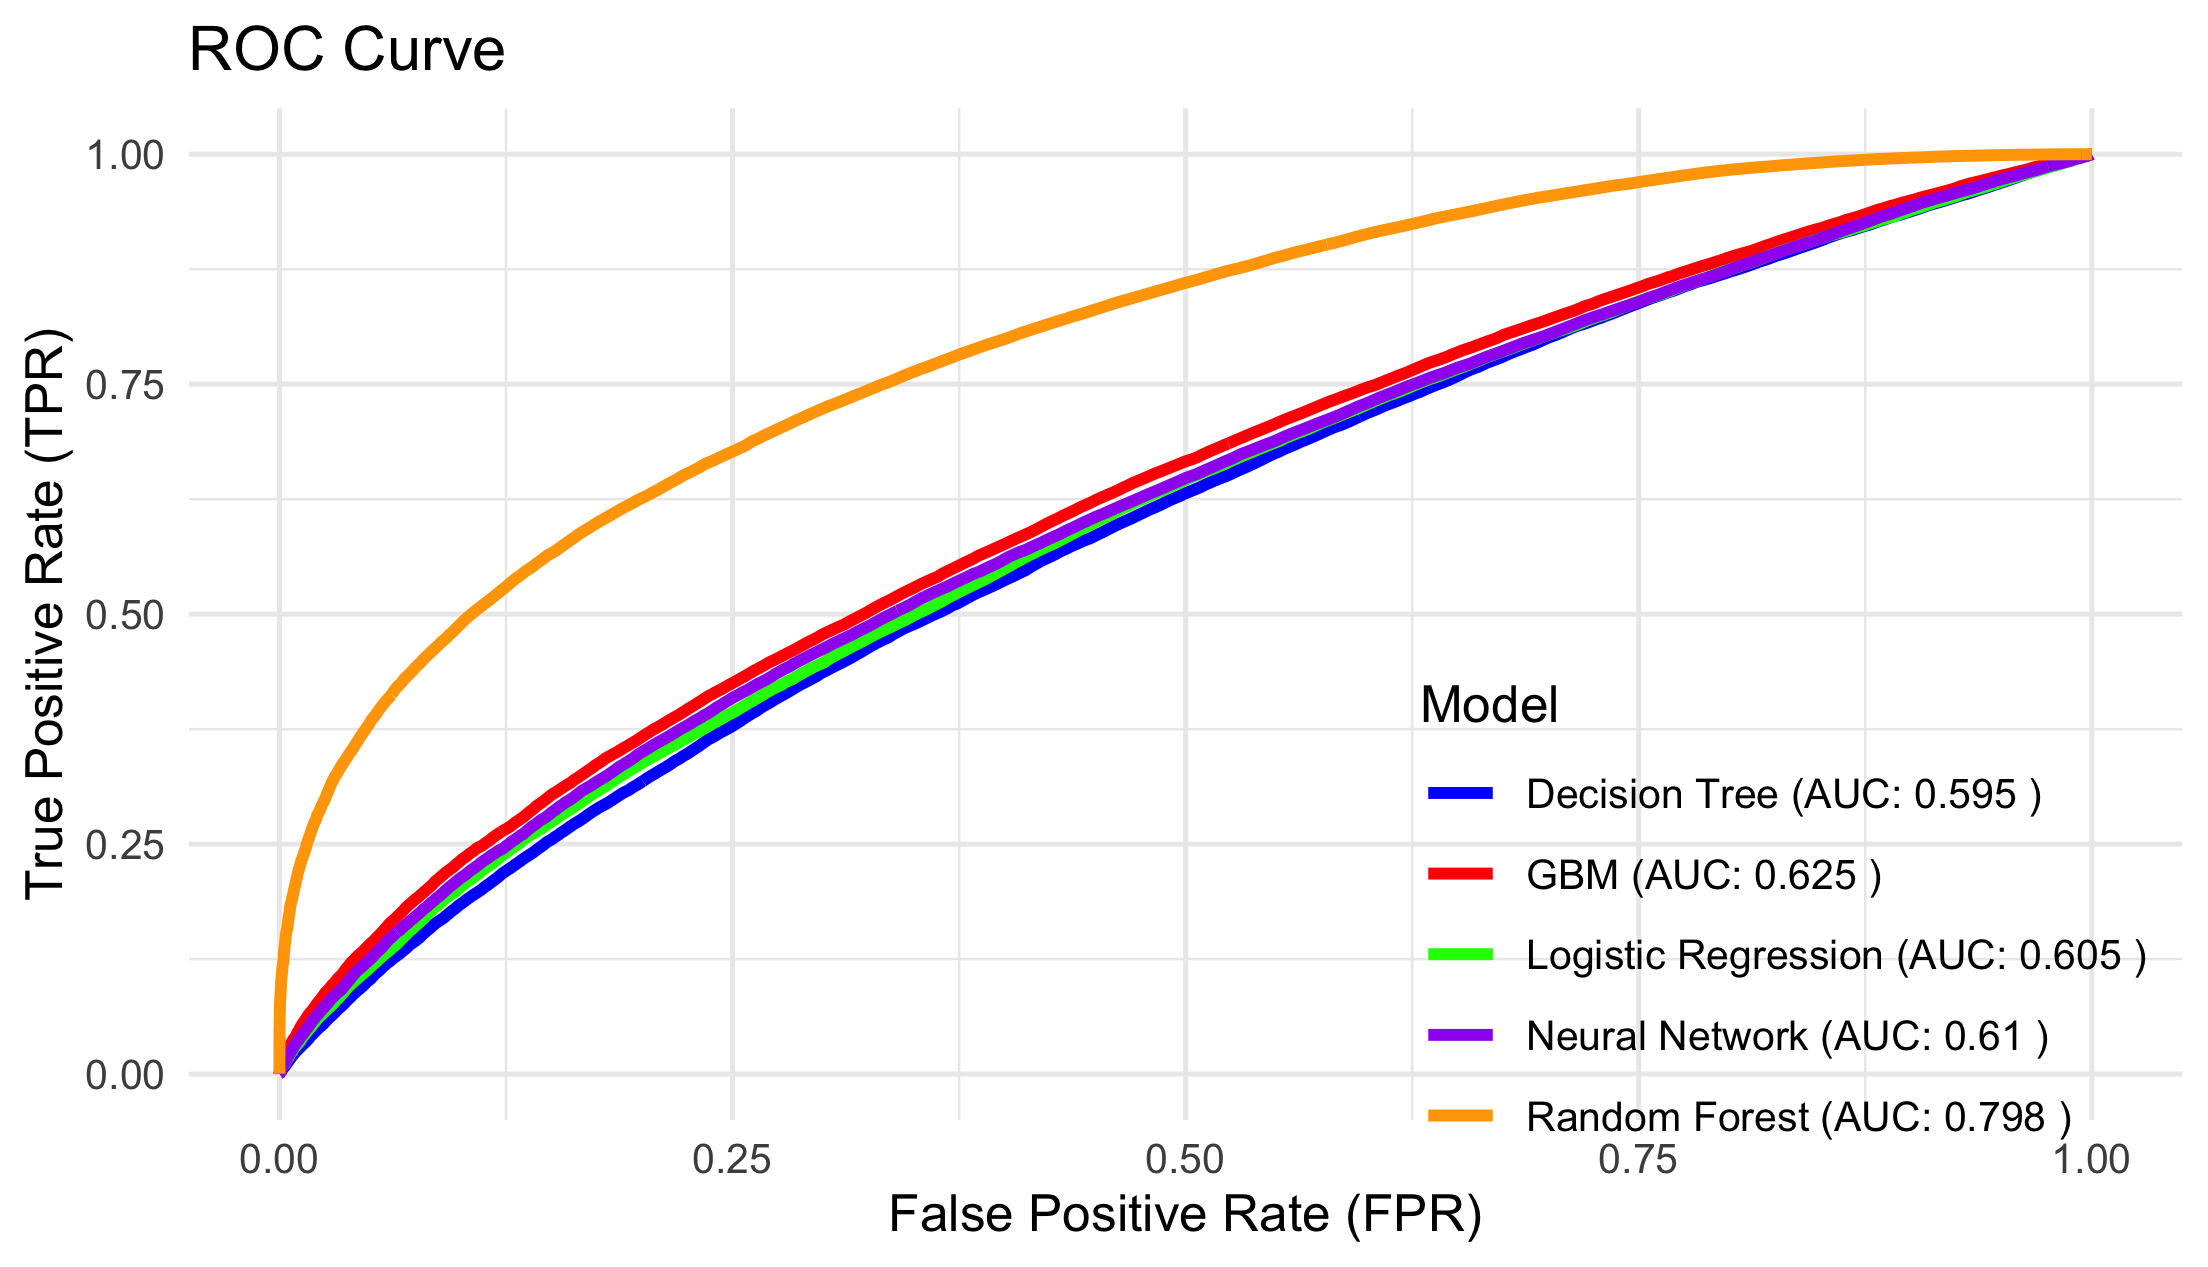 ROC Curve
True Positive Rate (TPR)
1.00
0.75
0.50
0.25
0.00
Model
Decision Tree (AUC: 0.595 )
GBM (AUC: 0.625 )
Logistic Regression (AUC: 0.605 )
Neural Network (AUC: 0.61 )
Random Forest (AUC: 0.798 )
0.00 0.25 0.50 0.75 1.00
False Positive Rate (FPR)